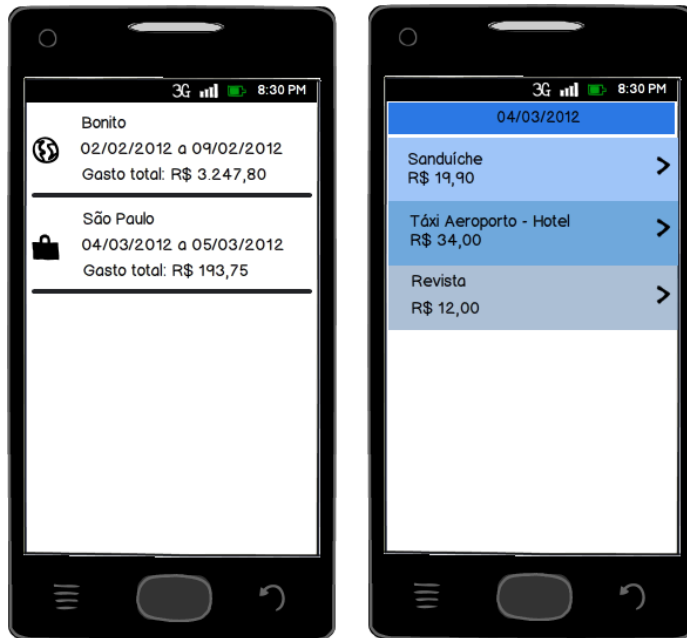 3G 8:30 PM
Bonito
02/02/2012 a 09/02/2012
Gasto total: R$ 3.247,80
São Paulo
04/03/2012 a 05/03/2012
Gasto total: R$ 193,75
3G 8:30 PM
04/03/2012
Sanduíche
R$ 19,90
Táxi Aeroporto - Hotel
R$ 34,00
Revista
R$ 12,00